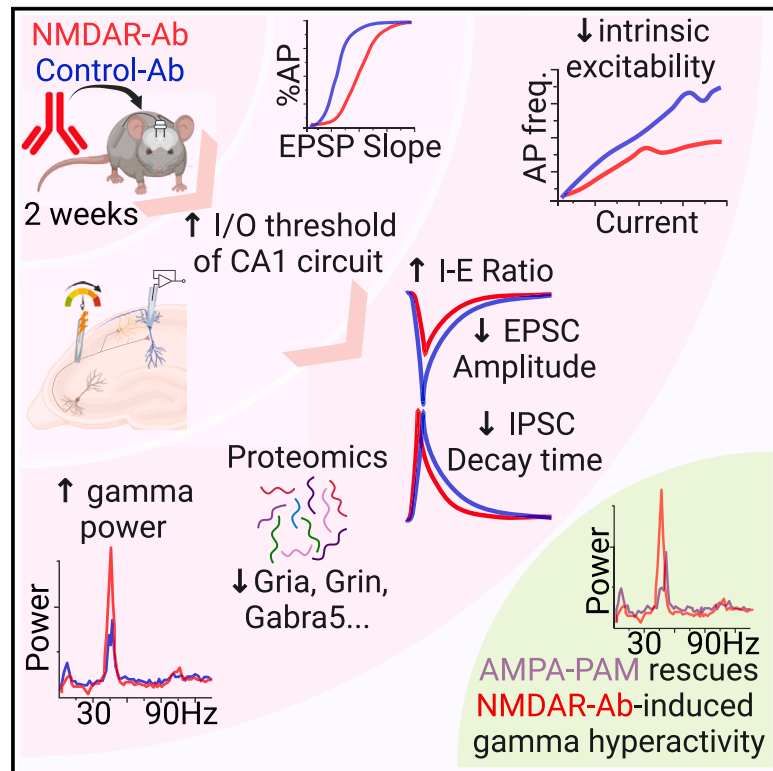 NMDAR-Ab
Control-Ab
2 weeks
%AP
EPSP Slope
↓ intrinsic
excitability
AP freq.
Current
↑ I/O threshold
of CA1 circuit
↑ I-E Ratio
↓ EPSC
Amplitude
↓ IPSC
Decay time
Proteomics
↓Gria, Grin,
Gabra5...
↑ gamma
power
Power
30 90Hz
Power
30 90Hz
AMPA-PAM rescues
NMDAR-Ab-induced
gamma hyperactivity